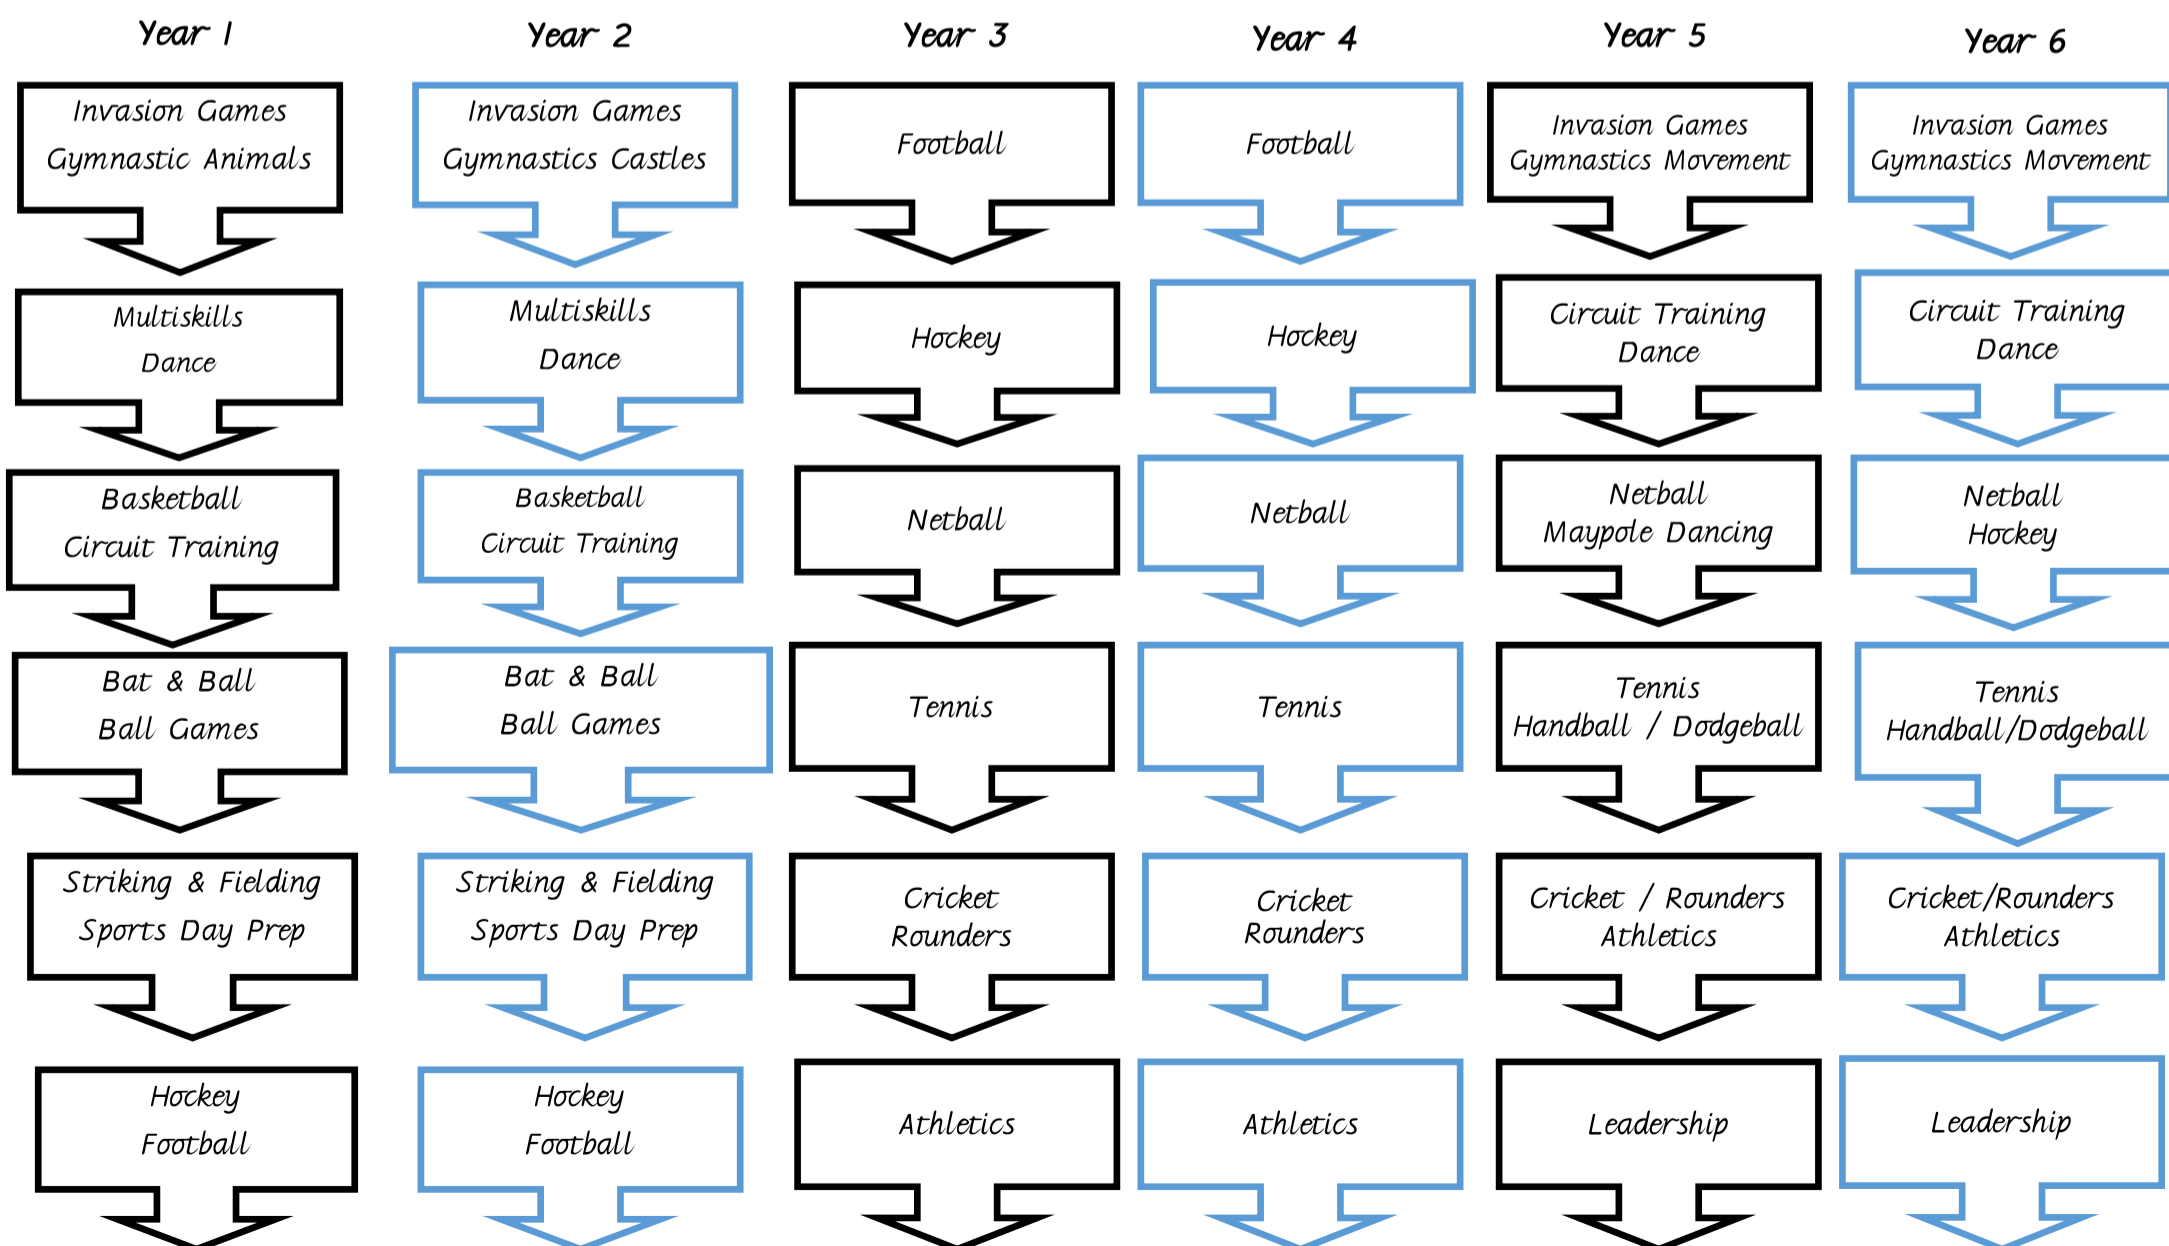 Year 1
Invasion Games
Gymnastic Animals
Multiskills
Dance
Basketball
Circuit Training
Bat & Ball
Ball Games
Striking & Fielding
Sports Day Prep
Hockey
Football
Year 2
Invasion Games
Gymnastics Castles
Multiskills
Dance
Basketball
Circuit Training
Bat & Ball
Ball Games
Striking & Fielding
Sports Day Prep
Hockey
Football
Year 3
Football
Hockey
Netball
Tennis
Cricket
Rounders
Athletics
Year 4
Football
Hockey
Netball
Tennis
Cricket
Rounders
Athletics
Year 5
Invasion Games
Gymnastics Movement
Circuit Training
Dance
Netball
Maypole Dancing
Tennis
Handball / Dodgeball
Cricket / Rounders
Athletics
Leadership
Year 6
Invasion Games
Gymnastics Movement
Circuit Training
Dance
Netball
Hockey
Tennis
Handball/Dodgeball
Cricket/Rounders
Athletics
Leadership